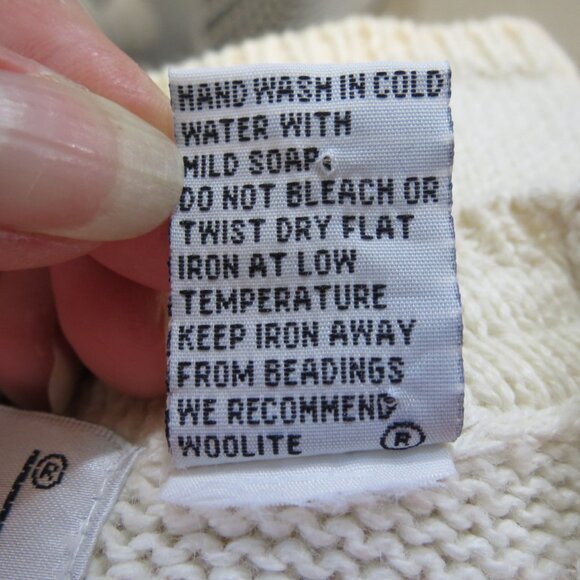 HAND WASH IN COLD
WATER WITH
MILD SOAP.
DO NOT BLEACH OR
TWIST DRY FLAT
IRON AT LOW
TEMPERATURE
KEEP IRON AWAY
FROM BEADINGS
WE RECOMMEND
WOOLITE ®
®